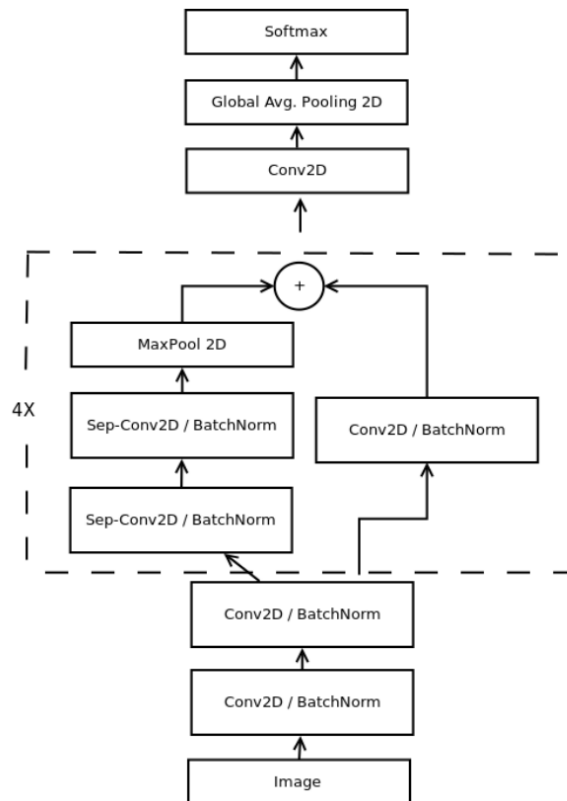 Softmax
Global Avg. Pooling 2D
Conv2D
+
MaxPool 2D
4X
Sep-Conv2D / BatchNorm
Conv2D / BatchNorm
Sep-Conv2D / BatchNorm
Conv2D / BatchNorm
Conv2D / BatchNorm
Image